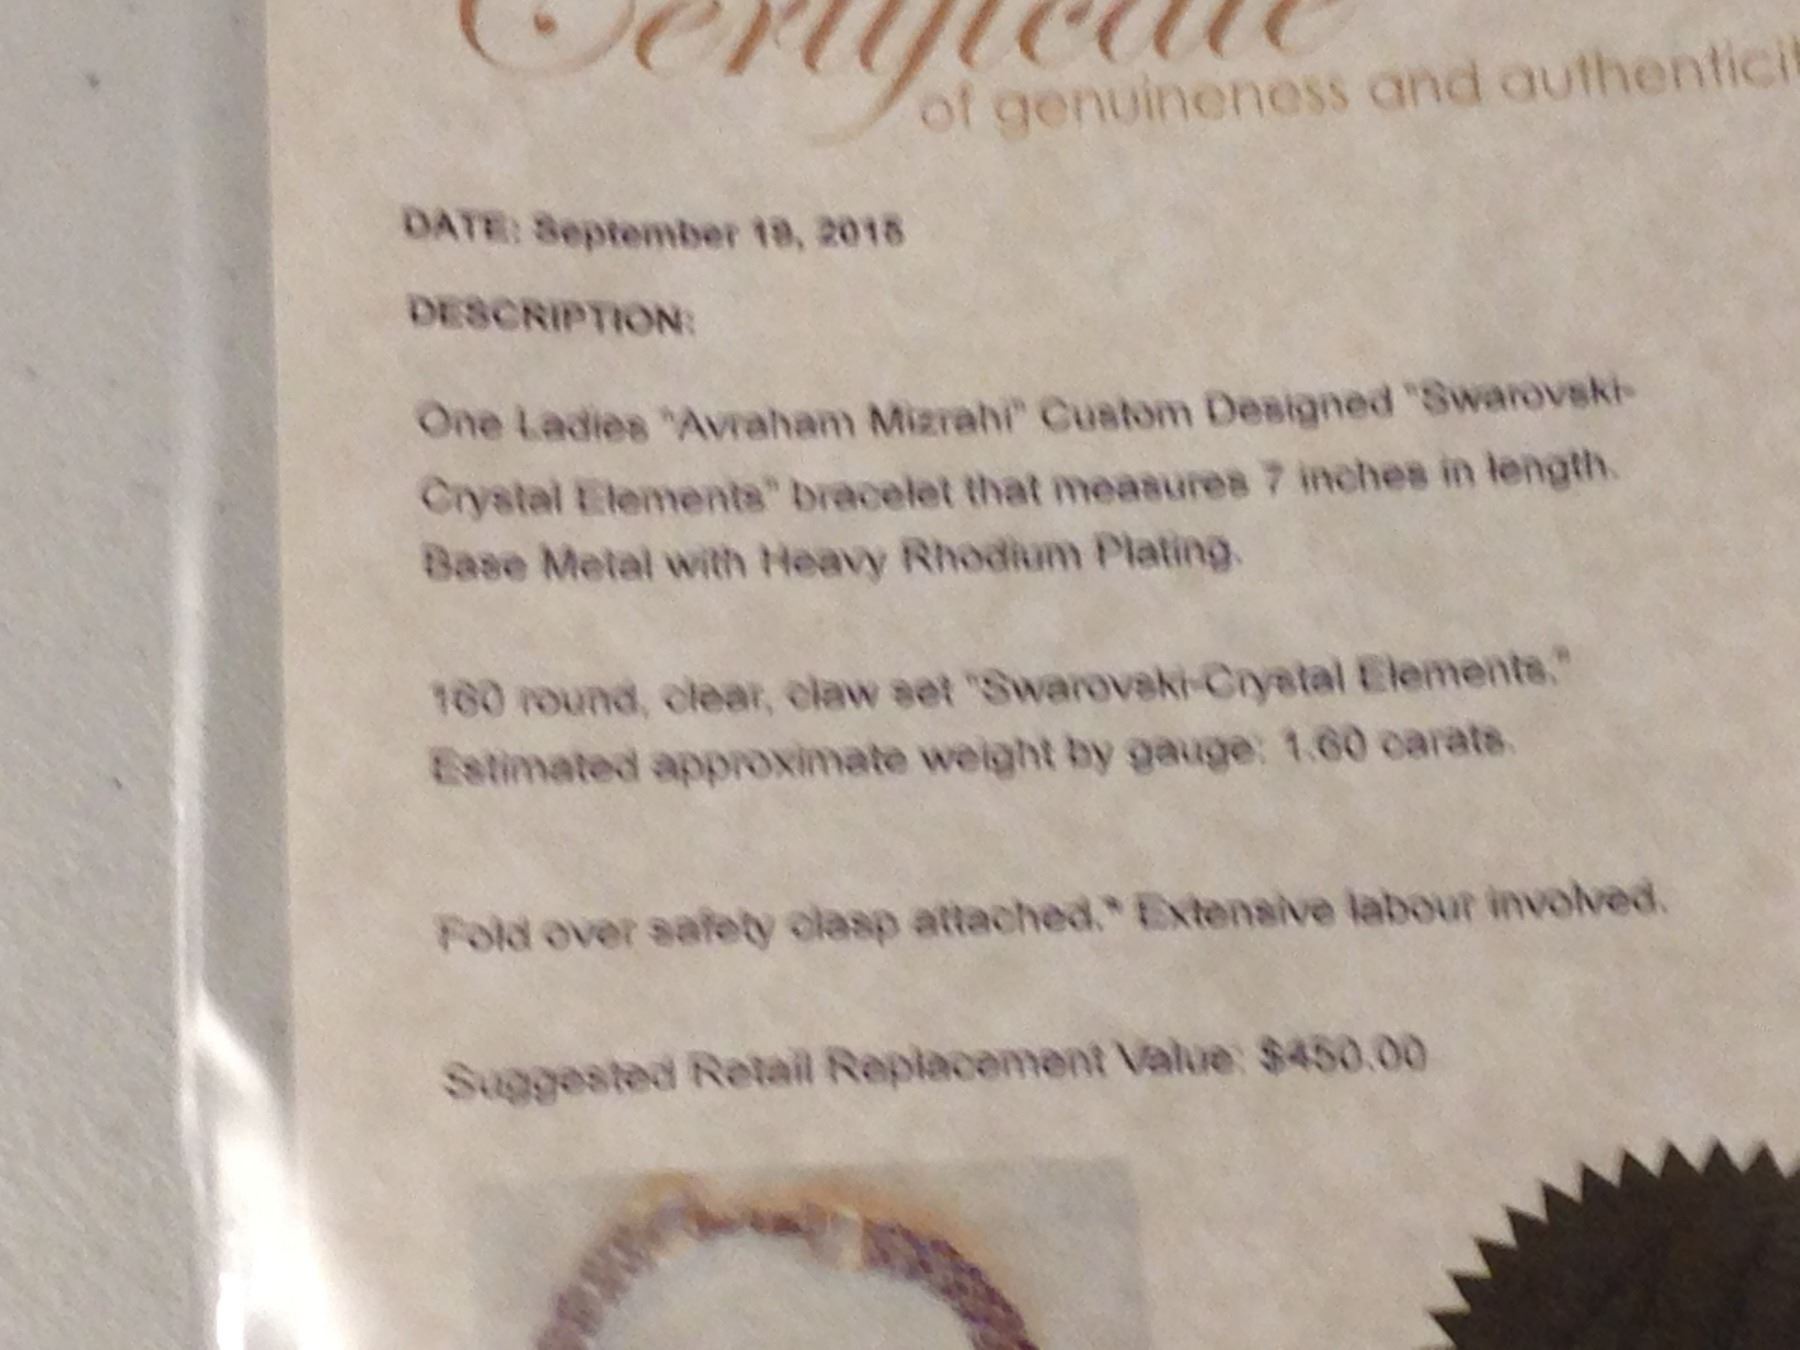 Certificate
of genuineness and authenticit
DATE: September 18, 2015
DESCRIPTION:
One Ladies "Avraham Mizrahi" Custom Designed "Swarovski-
Crystal Elements" bracelet that measures 7 inches in length.
Base Metal with Heavy Rhodium Plating.
160 round, clear, claw set "Swarovski-Crystal Elements,"
Estimated approximate weight by gauge: 1.60 carats.
Fold over safety clasp attached.* Extensive labour involved.
Suggested Retail Replacement Value: $450.00